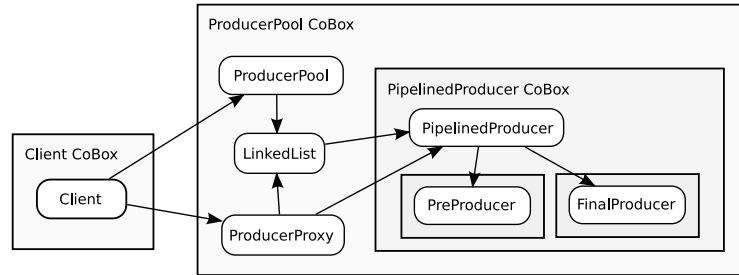 ProducerPool CoBox
ProducerPool
PipelinedProducer CoBox
PipelinedProducer
Client CoBox
LinkedList
Client
PreProducer
FinalProducer
ProducerProxy